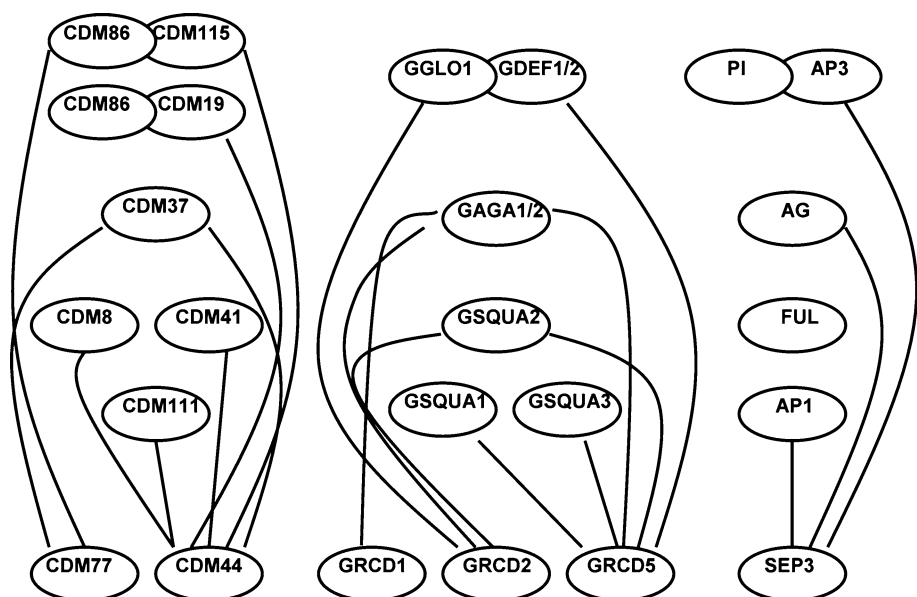 CDM86 CDM115
GGLO1 GDEF1/2 PI AP3
CDM86 CDM19
CDM37 GAGA1/2 AG
CDM8 CDM41 GSQUA2 FUL
CDM111 GSQUA1 GSQUA3 AP1
CDM77 CDM44 GRCD1 GRCD2 GRCD5 SEP3